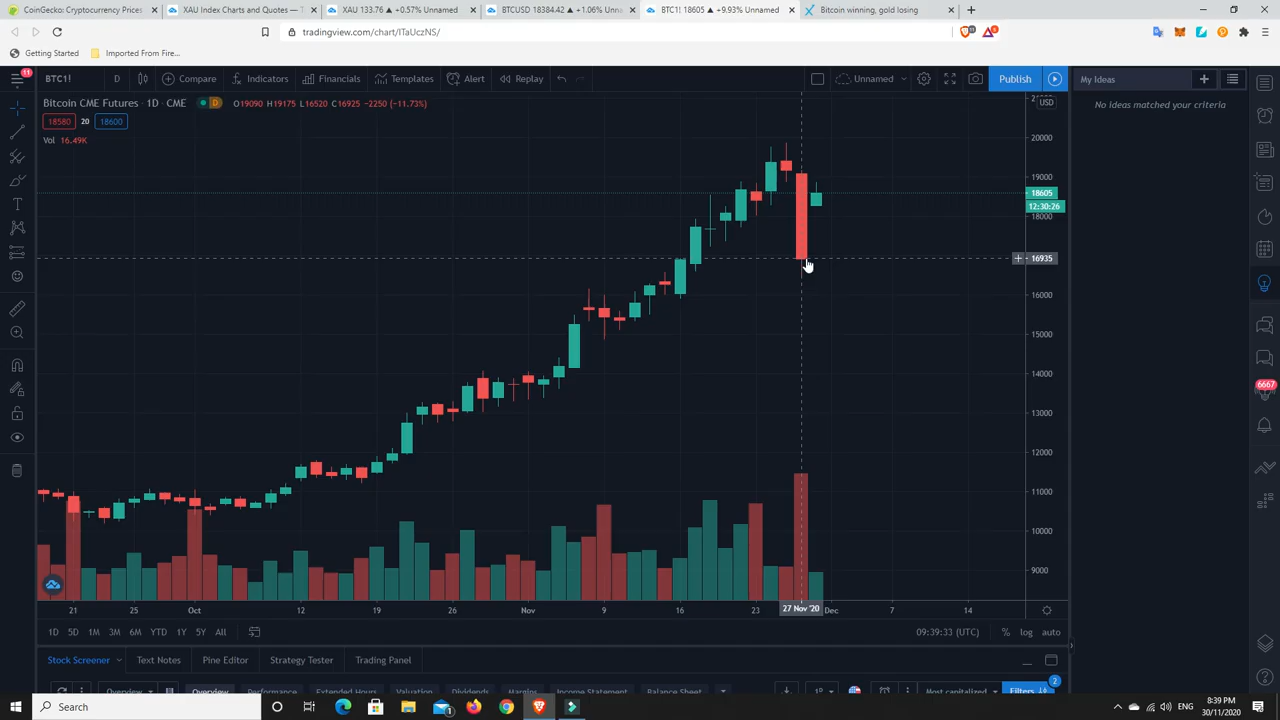 CoinGecko: Cryptocurrency Prices
XAU Index Charts and Quotes — T
XAU 133.76 ▲ +0.57% Unnamed
BTCUSD 18384.42 ▲ +1.06% Unn
BTC1! 18605 ▲ +9.93% Unnamed
Bitcoin winning, gold losing
tradingview.com/chart/ITaUczNS/
Getting Started
Imported From Fire...
11
BTC1!
D
Compare
Indicators
Financials
Templates
Alert
Replay
Unnamed
Publish
My Ideas
Bitcoin CME Futures · 1D · CME
D
O19090 H19175 L16520 C16925 −2250 (−11.73%)
USD
No ideas matched your criteria
18580
20
18600
Vol 16.49K
20000
19000
18605
12:30:26
18000
16935
16000
15000
14000
13000
12000
11000
10000
9000
6667
21
25
Oct
12
19
26
Nov
9
16
23
27 Nov '20
Dec
7
14
1D 5D 1M 3M 6M YTD 1Y 5Y All
09:39:33 (UTC)
%
log
auto
Stock Screener
Text Notes
Pine Editor
Strategy Tester
Trading Panel
2
Overview
Overview
Performance
Extended Hours
Valuation
Dividends
Margins
Income Statement
Balance Sheet
Most capitalized
Filters
Search
ENG
8:39 PM
30/11/2020